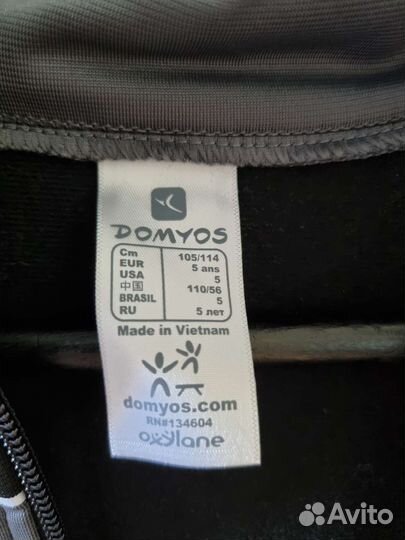 DOMYOS
Cm 105/114
EUR 5 ans
USA 5
中国 110/56
BRASIL 5
RU 5 лет
Made in Vietnam
domyos.com
RN#134604
oxylane
Avito